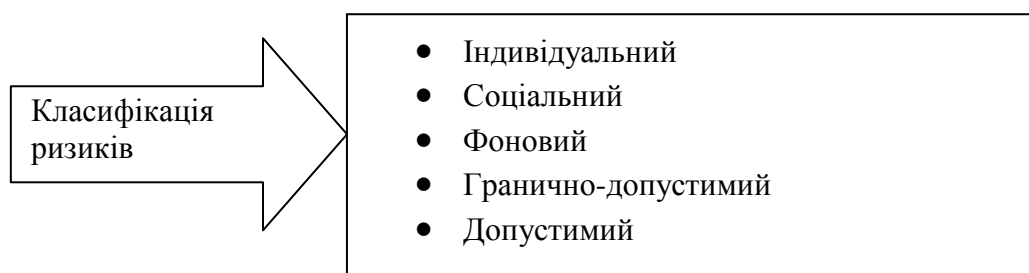 Класифікація
ризиків
• Індивідуальний
• Соціальний
• Фоновий
• Гранично-допустимий
• Допустимий